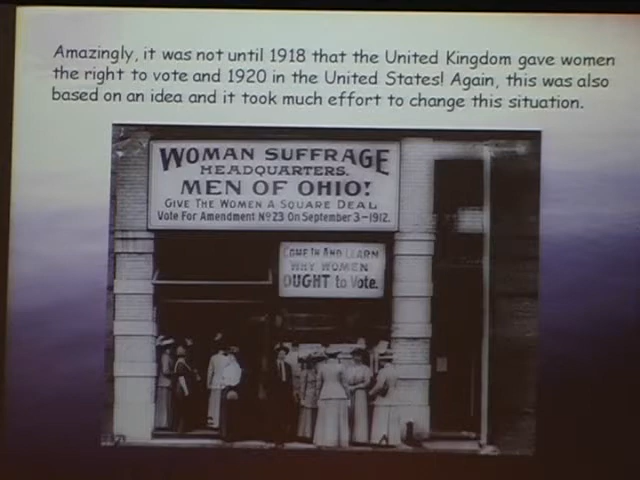 Amazingly, it was not until 1918 that the United Kingdom gave women
the right to vote and 1920 in the United States! Again, this was also
based on an idea and it took much effort to change this situation.
WOMAN SUFFRAGE
HEADQUARTERS.
MEN OF OHIO!
GIVE THE WOMEN A SQUARE DEAL
Vote For Amendment Nº23 On September 3-1912.
COME IN AND LEARN
WHY WOMEN
OUGHT to Vote.